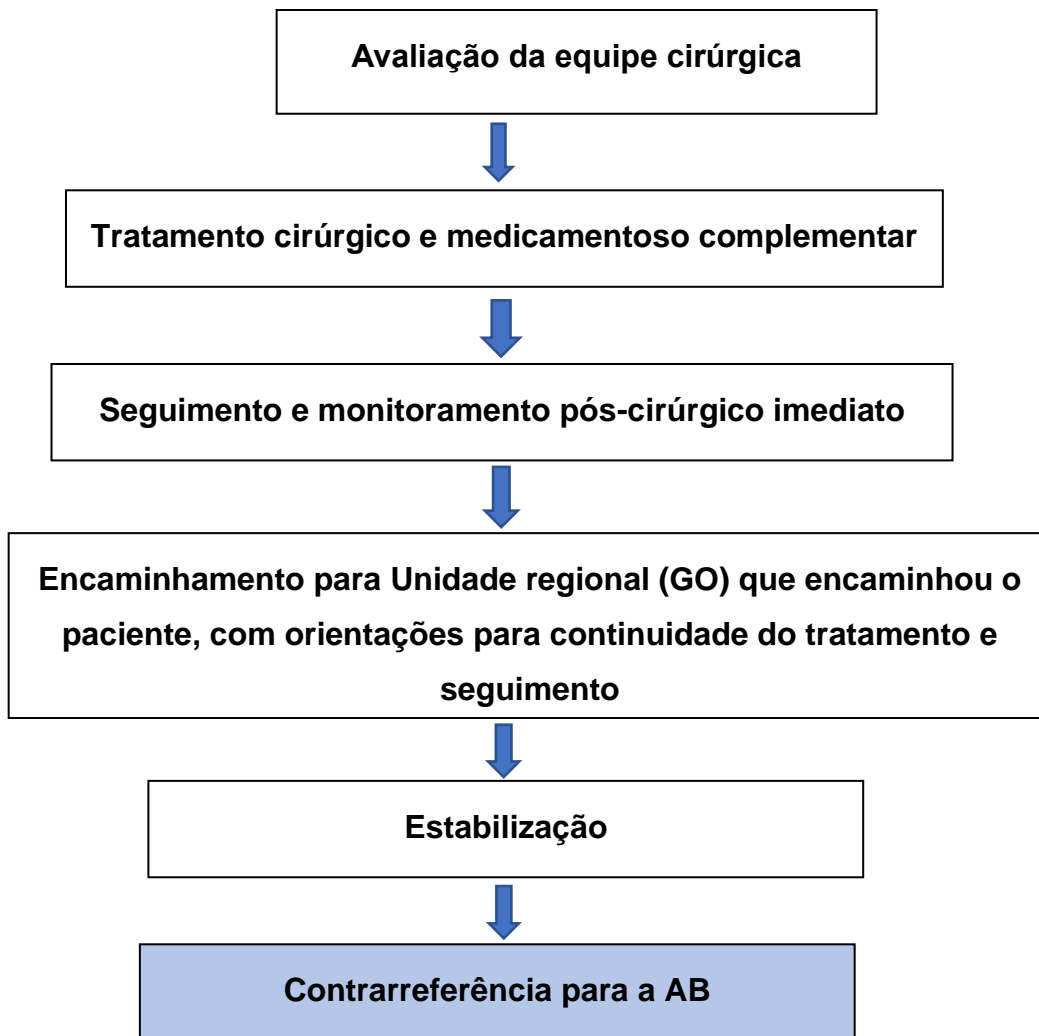 Avaliação da equipe cirúrgica
Tratamento cirúrgico e medicamentoso complementar
Seguimento e monitoramento pós-cirúrgico imediato
Encaminhamento para Unidade regional (GO) que encaminhou o
paciente, com orientações para continuidade do tratamento e
seguimento
Estabilização
Contrarreferência para a AB